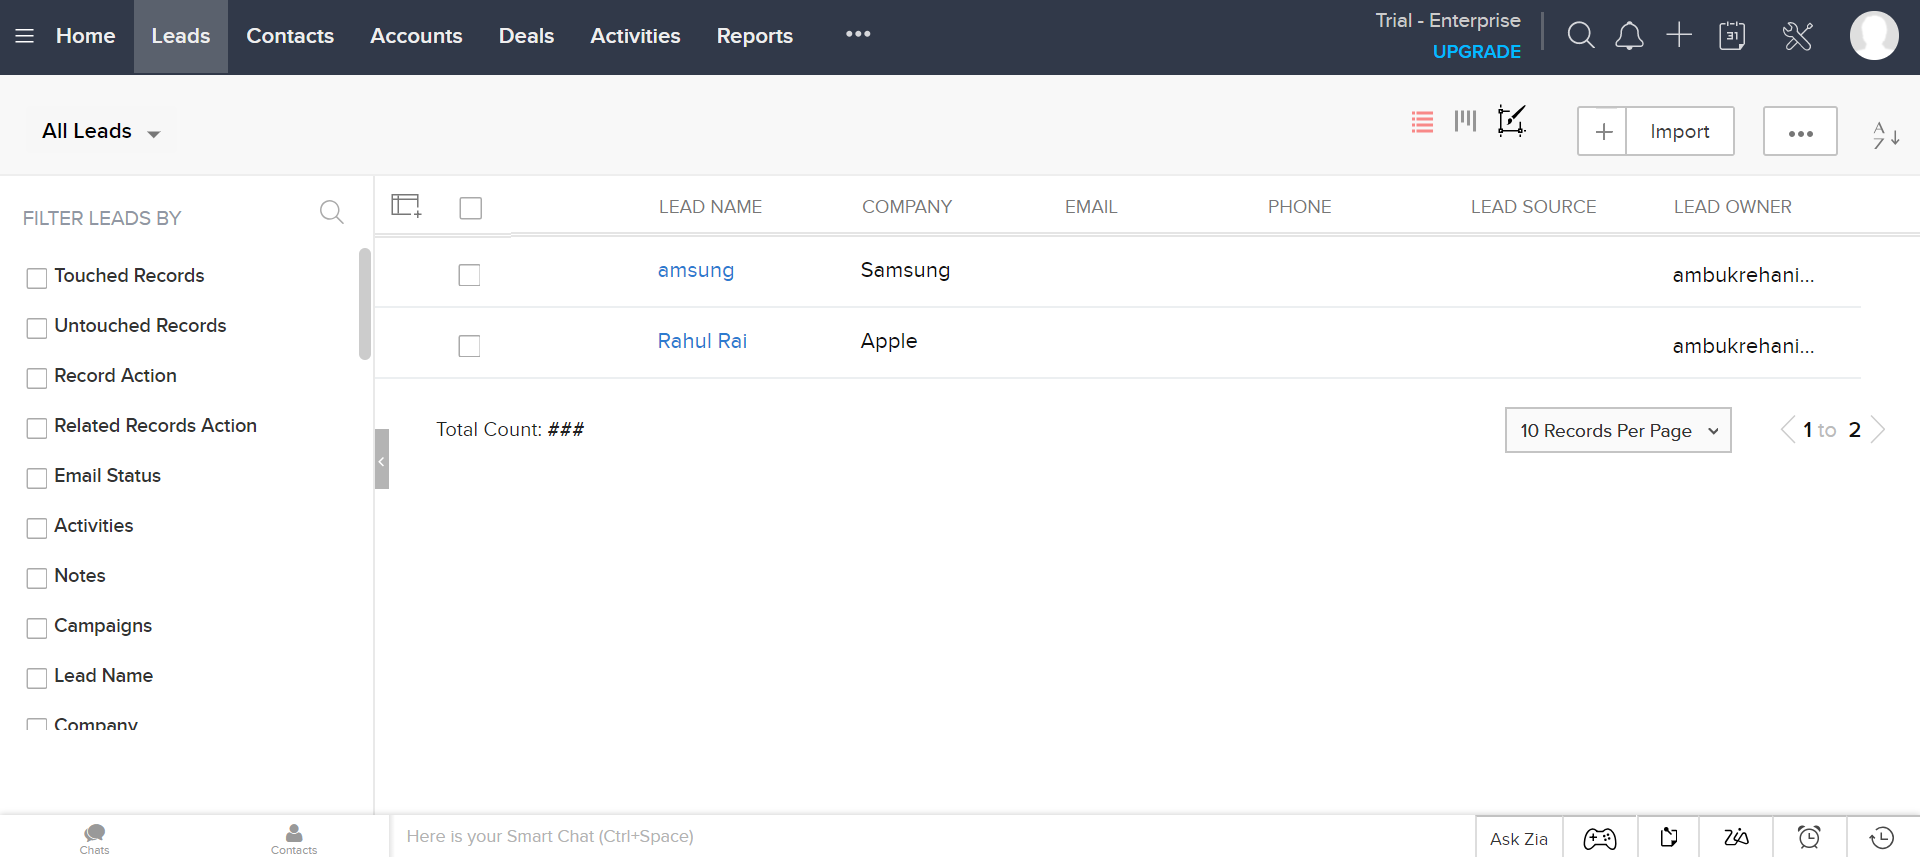 Home Leads Contacts Accounts Deals Activities Reports •••
Trial - Enterprise
UPGRADE
31
All Leads
+ Import ••• A Z
FILTER LEADS BY
Touched Records
Untouched Records
Record Action
Related Records Action
Email Status
Activities
Notes
Campaigns
Lead Name
Company
LEAD NAME COMPANY EMAIL PHONE LEAD SOURCE LEAD OWNER
amsung Samsung ambukrehani...
Rahul Rai Apple ambukrehani...
Total Count: ###
10 Records Per Page
1 to 2
Chats
Contacts
Here is your Smart Chat (Ctrl+Space)
Ask Zia